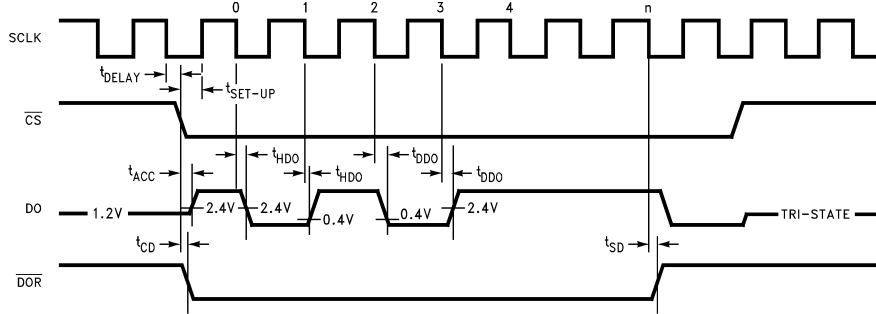 0 1 2 3 4 n
SCLK
tDELAY
tSET-UP
CS
tACC tHDO tHDO tDDO tDDO
DO 1.2V 2.4V 2.4V 0.4V 0.4V 2.4V TRI-STATE
tCD tSD
DOR